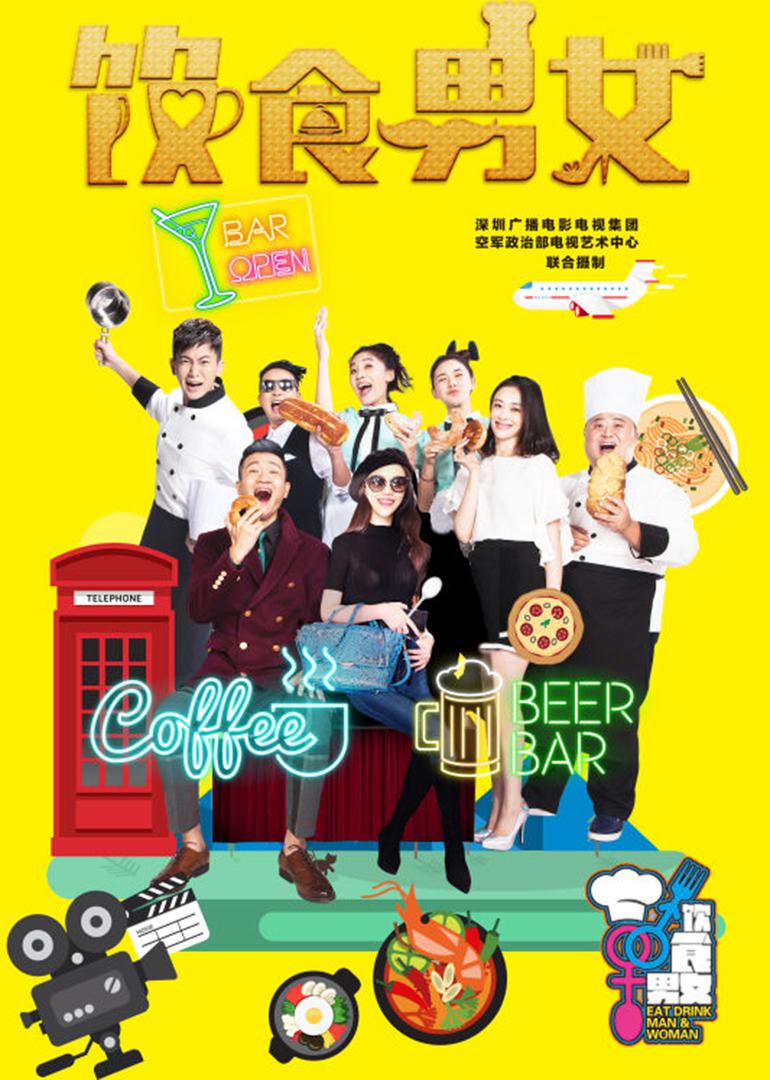 饮食男女
BAR
OPEN
深圳广播电影电视集团
空军政治部电视艺术中心
联合摄制
TELEPHONE
Coffee
BEER
BAR
MOVIE
饮
食
男女
EAT DRINK
MAN &
WOMAN